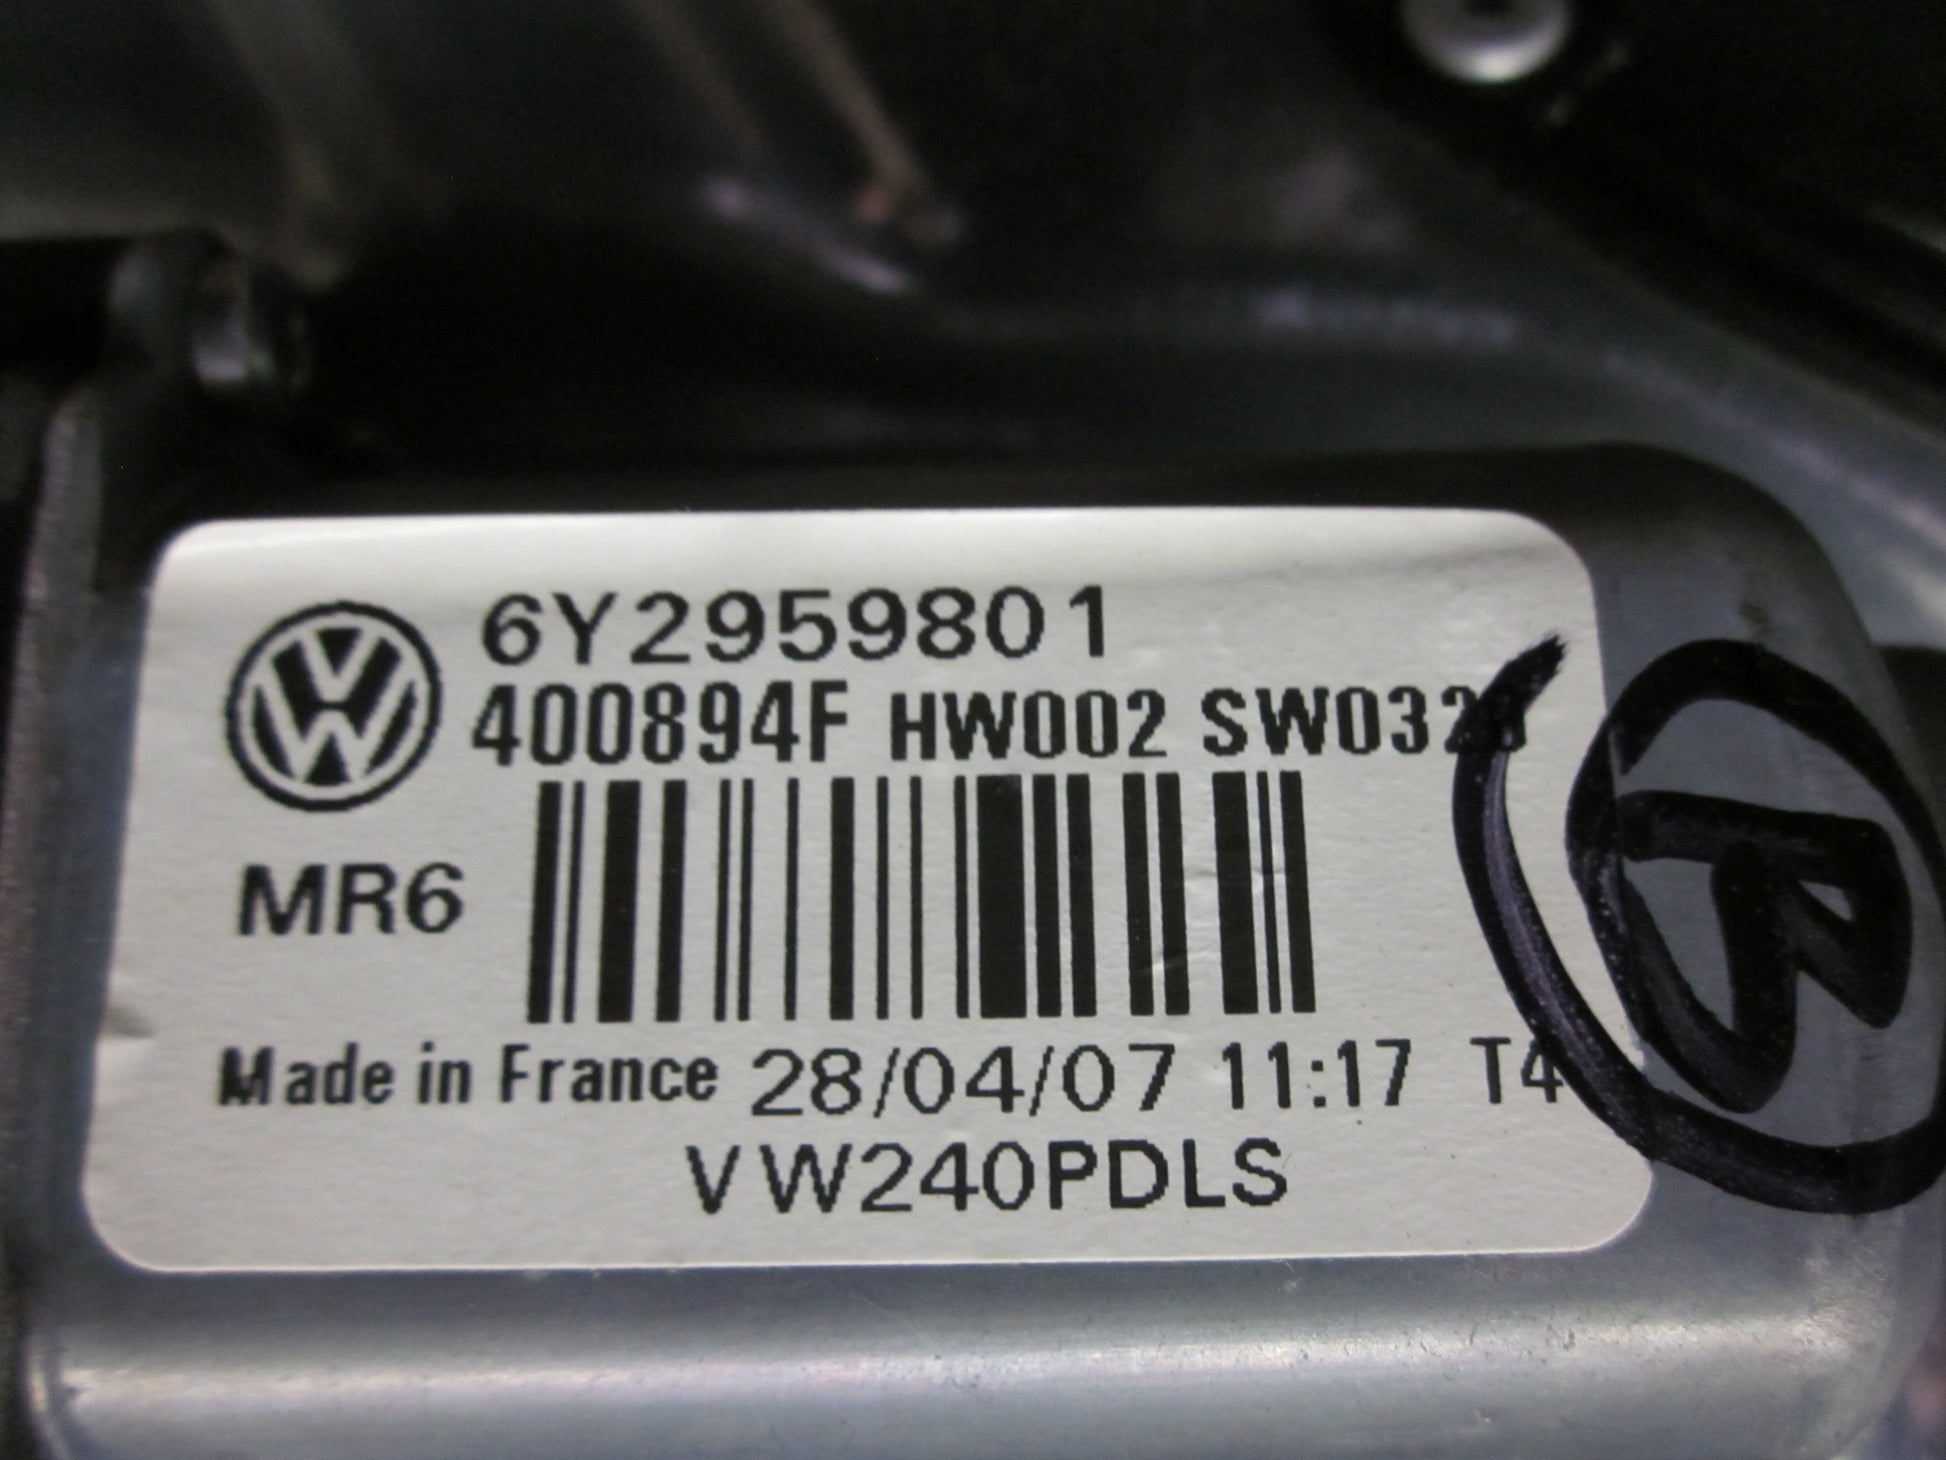 6Y2959801
400894F HW002
MR6
Made in France 28/04/07 11:17 T4
VW240PDLS
R